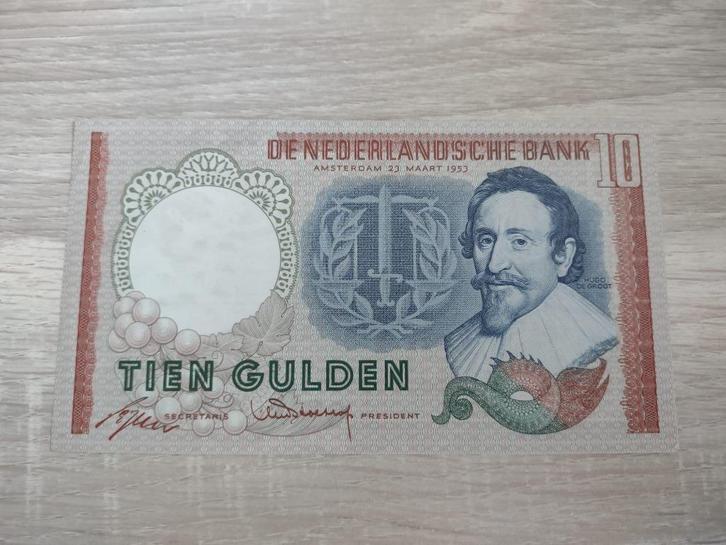 DE NEDERLANDSCHE BANK 10
AMSTERDAM 23 MAART 1953
HUGO
DE GROOT
TIEN GULDEN
SECRETARIS PRESIDENT